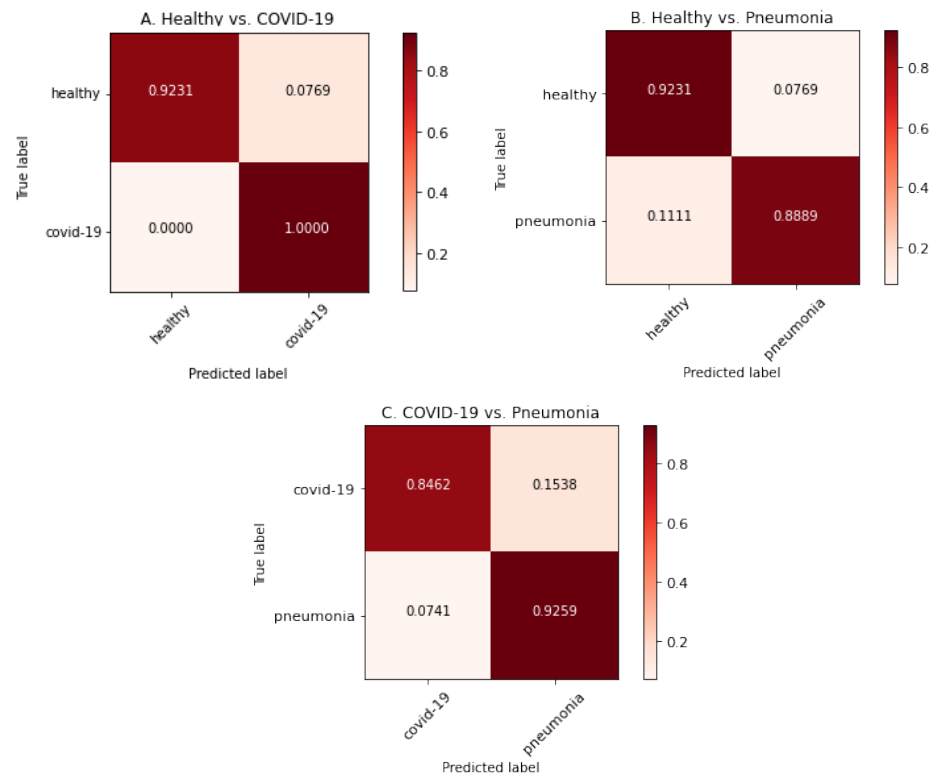 A. Healthy vs. COVID-19
healthy 0.9231 0.0769
covid-19 0.0000 1.0000
True label
healthy covid-19
Predicted label
0.8
0.6
0.4
0.2
B. Healthy vs. Pneumonia
healthy 0.9231 0.0769
pneumonia 0.1111 0.8889
True label
healthy pneumonia
Predicted label
0.8
0.6
0.4
0.2
C. COVID-19 vs. Pneumonia
covid-19 0.8462 0.1538
pneumonia 0.0741 0.9259
True label
covid-19 pneumonia
Predicted label
0.8
0.6
0.4
0.2